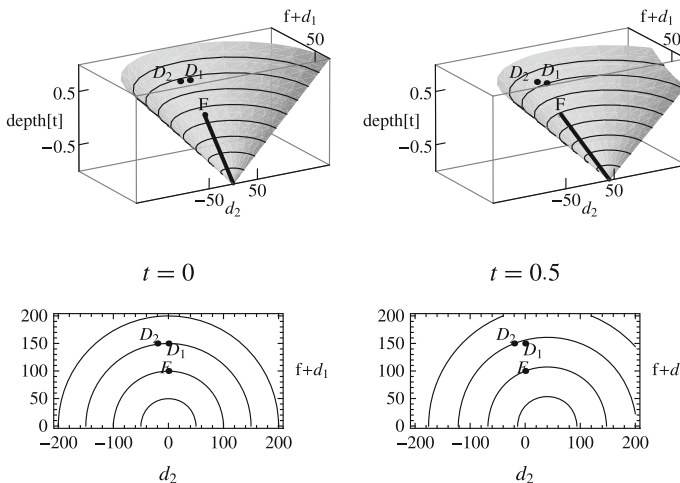 f+d₁
50
D₂ D₁
0.5
F
depth[t]
−0.5
−50
50
d₂
f+d₁
50
D₂ D₁
0.5
F
depth[t]
−0.5
−50
50
d₂
t = 0
t = 0.5
200
150
100
50
0
D₂
D₁
F
−200 −100 0 100 200
d₂
f+d₁
200
150
100
50
0
D₂
D₁
F
−200 −100 0 100 200
d₂
f+d₁